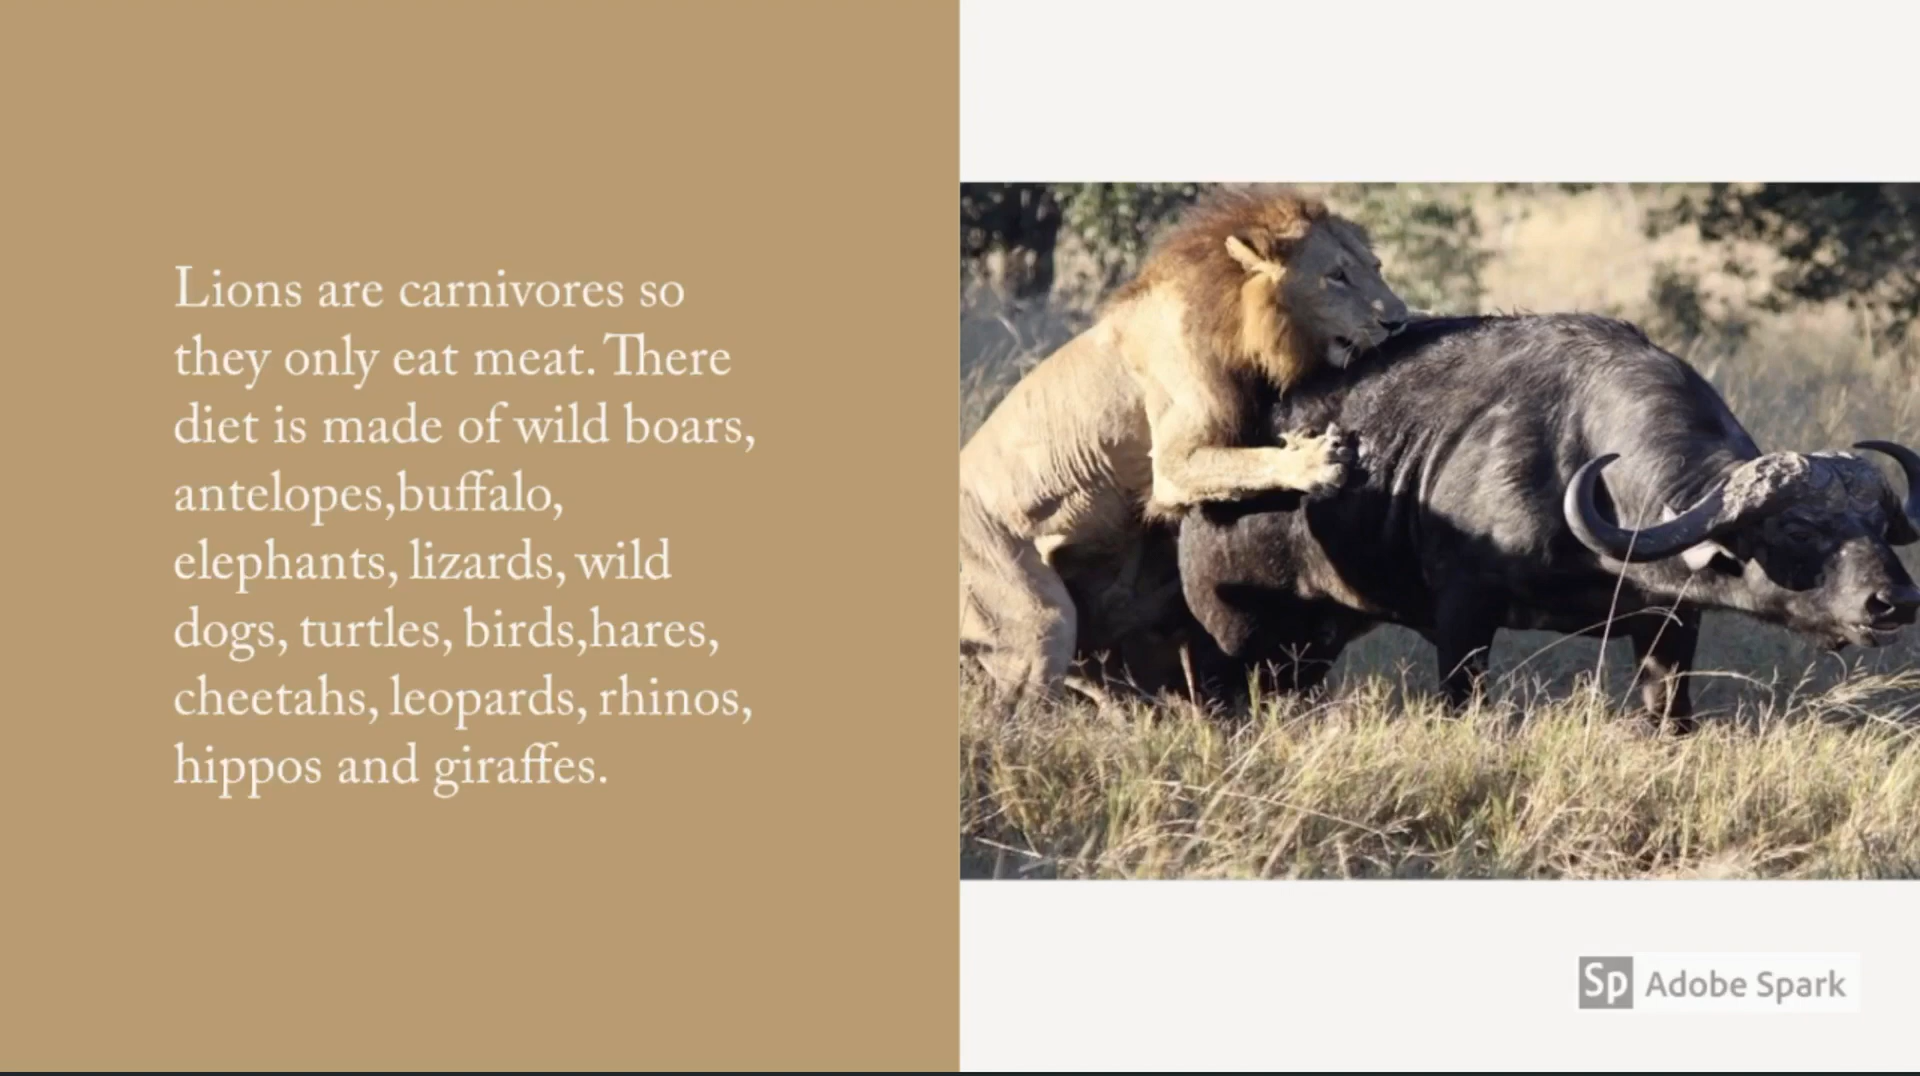 Lions are carnivores so
they only eat meat. There
diet is made of wild boars,
antelopes,buffalo,
elephants, lizards, wild
dogs, turtles, birds,hares,
cheetahs, leopards, rhinos,
hippos and giraffes.
Sp Adobe Spark